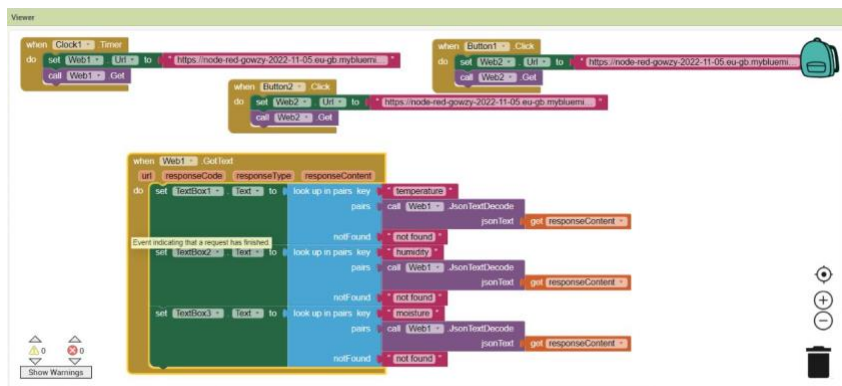 Viewer
when Clock1 .Timer
do set Web1 . Url to " https://node-red-gowzy-2022-11-05.eu-gb.mybluemi... "
call Web1 .Get
when Button1 .Click
do set Web2 . Url to " https://node-red-gowzy-2022-11-05.eu-gb.mybluemi...
call Web2 .Get
when Button2 .Click
do set Web2 . Url to " https://node-red-gowzy-2022-11-05.eu-gb.mybluemi... "
call Web2 .Get
when Web1 .GotText
url responseCode responseType responseContent
do set TextBox1 . Text to look up in pairs key " temperature "
pairs call Web1 .JsonTextDecode
jsonText get responseContent
notFound " not found "
Event indicating that a request has finished.
set TextBox2 . Text to look up in pairs key " humidity "
pairs call Web1 .JsonTextDecode
jsonText get responseContent
notFound " not found "
set TextBox3 . Text to look up in pairs key " moisture "
pairs call Web1 .JsonTextDecode
jsonText get responseContent
notFound " not found "
0 0
Show Warnings